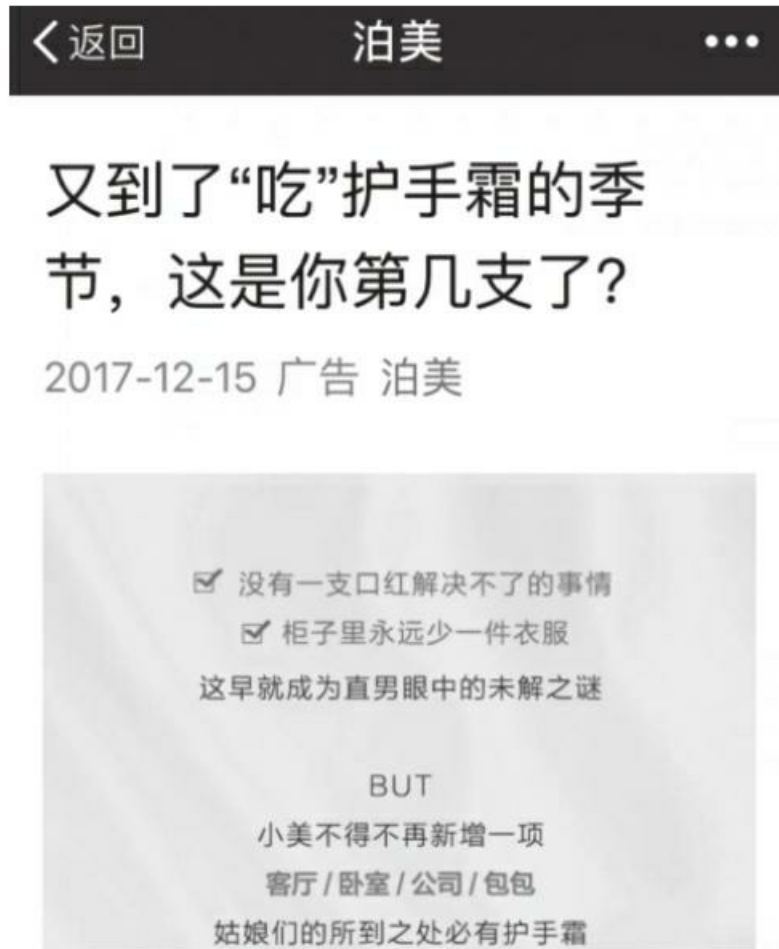 返回 泊美
又到了“吃”护手霜的季
节，这是你第几支了？
2017-12-15 广告 泊美
没有一支口红解决不了的事情
柜子里永远少一件衣服
这早就成为直男眼中的未解之谜
BUT
小美不得不再新增一项
客厅 / 卧室 / 公司 / 包包
姑娘们的所到之处必有护手霜